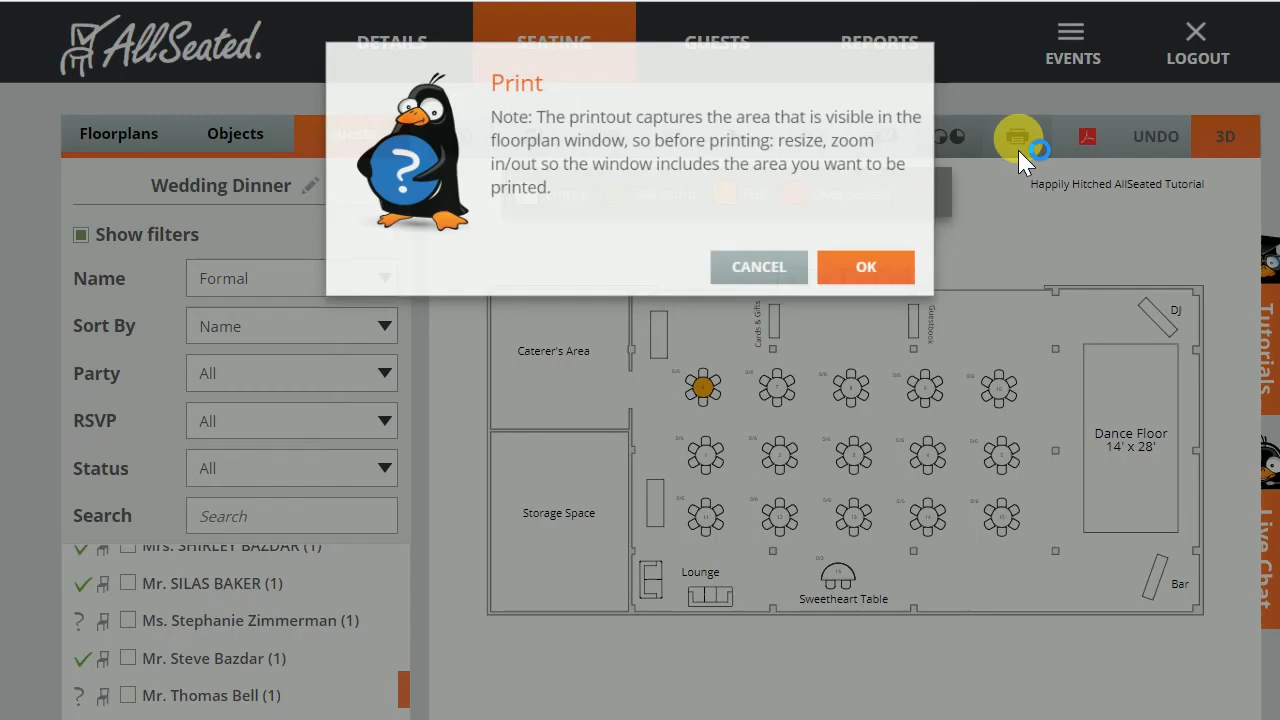 AllSeated.
DETAILS
SEATING
GUESTS
REPORTS
EVENTS
LOGOUT
Print
Note: The printout captures the area that is visible in the
floorplan window, so before printing: resize, zoom
in/out so the window includes the area you want to be
printed.
CANCEL
OK
Floorplans
Objects
UNDO
3D
Wedding Dinner
Happily Hitched AllSeated Tutorial
Show filters
Name
Formal
Sort By
Name
Party
All
RSVP
All
Status
All
Search
Search
Mrs. SHIRLEY BAZDAR (1)
Mr. SILAS BAKER (1)
Ms. Stephanie Zimmerman (1)
Mr. Steve Bazdar (1)
Mr. Thomas Bell (1)
Caterer's Area
Cards & Gifts
Guestbook
DJ
Dance Floor
14' x 28'
Storage Space
Lounge
Sweetheart Table
Bar
Tutorials
Live Chat